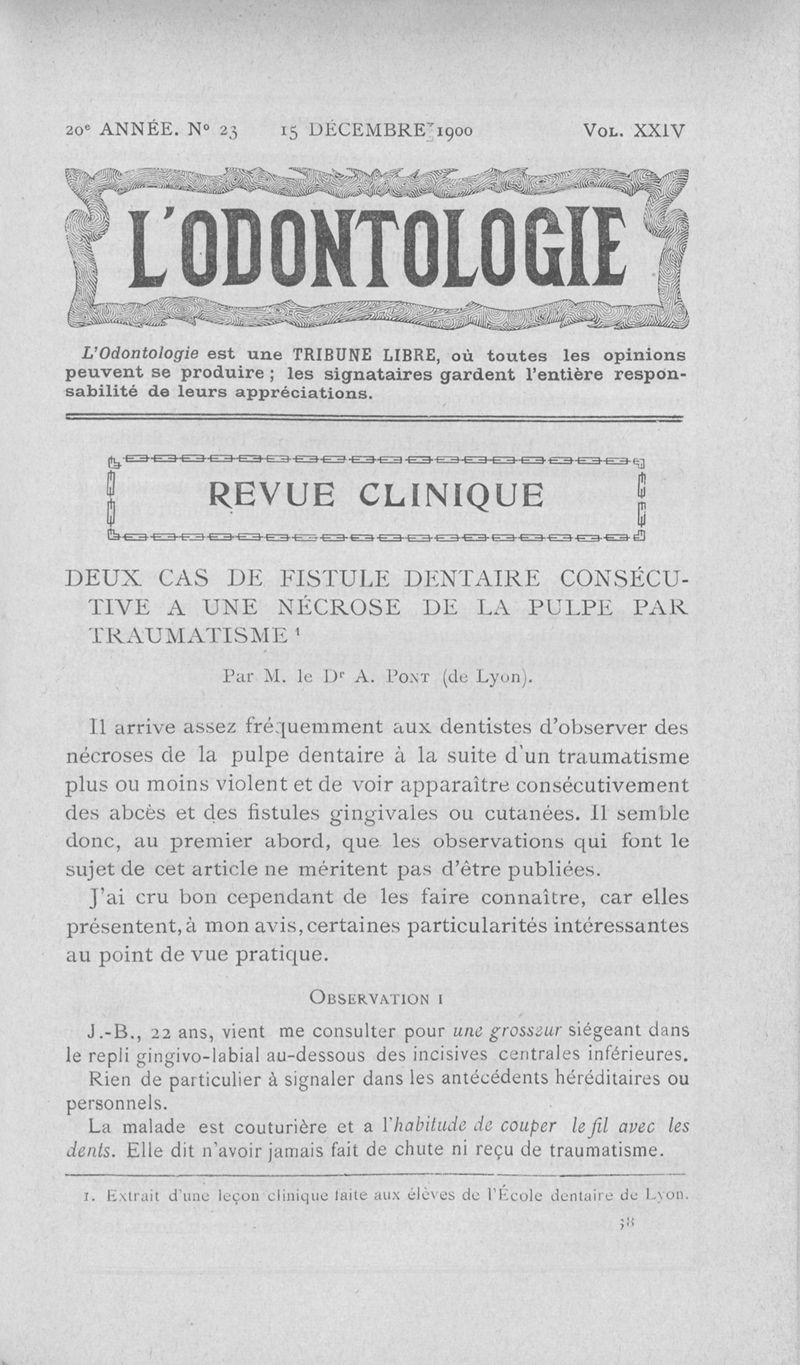 20e ANNÉE. No 23 15 DÉCEMBRE 1900 VOL. XXIV
L'ODONTOLOGIE
L'Odontologie est une TRIBUNE LIBRE, où toutes les opinions
peuvent se produire ; les signataires gardent l'entière respon-
sabilité de leurs appréciations.
REVUE CLINIQUE
DEUX CAS DE FISTULE DENTAIRE CONSÉCU-
TIVE A UNE NÉCROSE DE LA PULPE PAR
TRAUMATISME 1
Par M. le Dr A. PONT (de Lyon).
Il arrive assez fréquemment aux dentistes d'observer des
nécroses de la pulpe dentaire à la suite d'un traumatisme
plus ou moins violent et de voir apparaître consécutivement
des abcès et des fistules gingivales ou cutanées. Il semble
donc, au premier abord, que les observations qui font le
sujet de cet article ne méritent pas d'être publiées.
J'ai cru bon cependant de les faire connaître, car elles
présentent, à mon avis, certaines particularités intéressantes
au point de vue pratique.
OBSERVATION I
J.-B., 22 ans, vient me consulter pour une grosseur siégeant dans
le repli gingivo-labial au-dessous des incisives centrales inférieures.
Rien de particulier à signaler dans les antécédents héréditaires ou
personnels.
La malade est couturière et a l'habitude de couper le fil avec les
dents. Elle dit n'avoir jamais fait de chute ni reçu de traumatisme.
1. Extrait d'une leçon clinique faite aux élèves de l'École dentaire de Lyon.
38